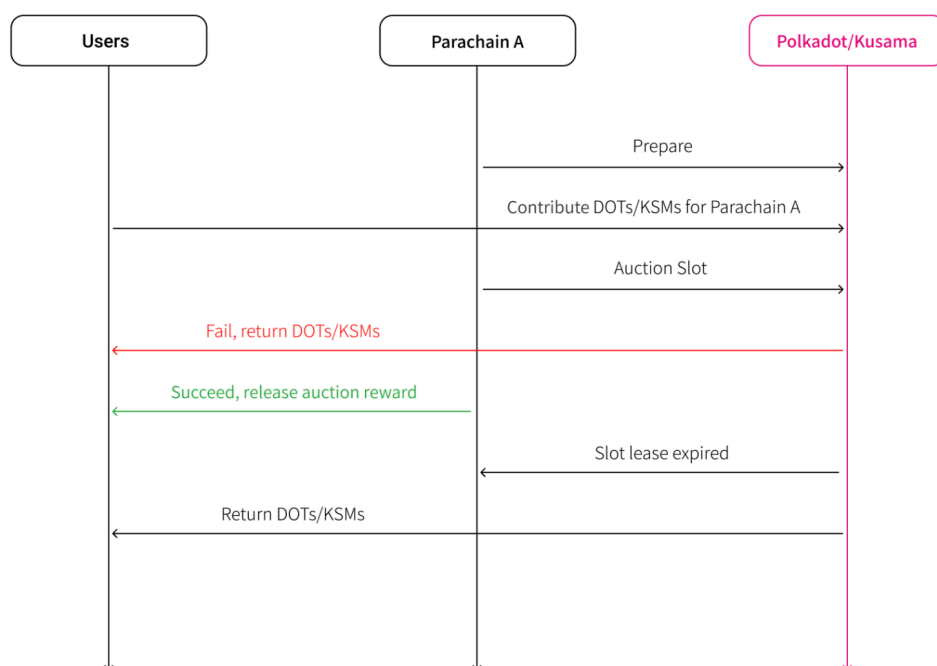 Users
Parachain A
Polkadot/Kusama
Prepare
Contribute DOTs/KSMs for Parachain A
Auction Slot
Fail, return DOTs/KSMs
Succeed, release auction reward
Slot lease expired
Return DOTs/KSMs